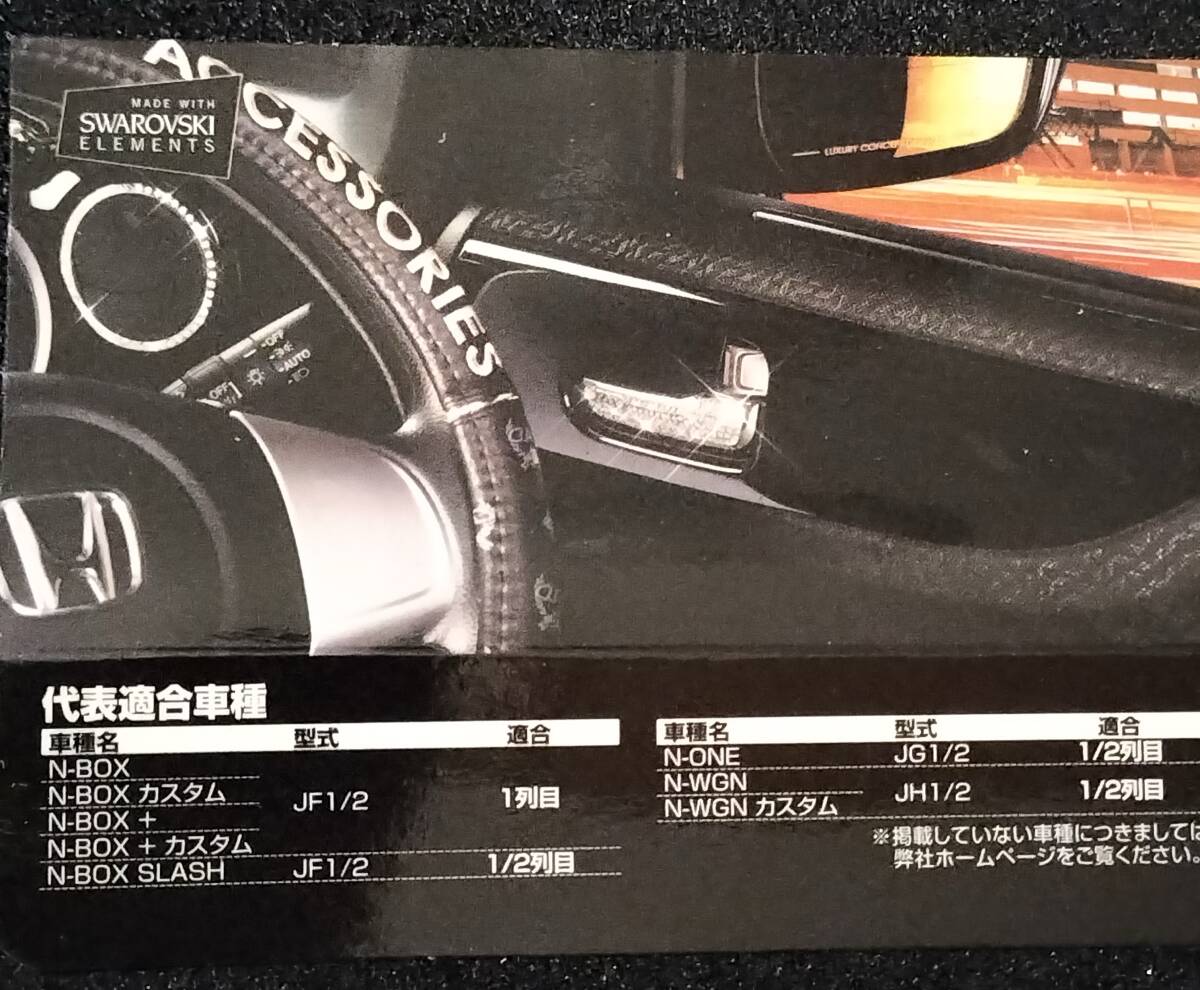 ACCESSORIES
MADE WITH
SWAROVSKI
ELEMENTS
LUXURY CONCE
OFF
AUTO
OFF
代表適合車種
車種名 型式 適合
N-BOX
N-BOX カスタム JF1/2 1列目
N-BOX +
N-BOX + カスタム
N-BOX SLASH JF1/2 1/2列目
車種名 型式 適合
N-ONE JG1/2 1/2列目
N-WGN JH1/2 1/2列目
N-WGN カスタム
※掲載していない車種につきましては
弊社ホームページをご覧ください。